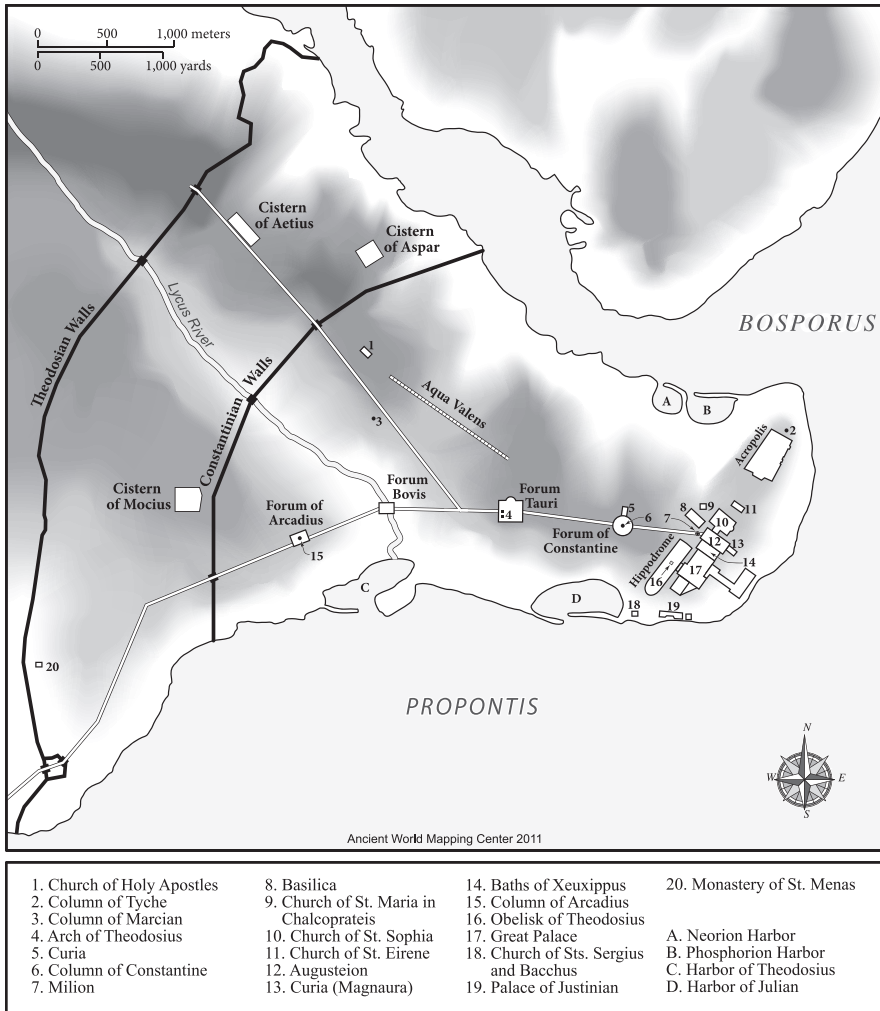 0 500 1,000 meters
0 500 1,000 yards
Cistern
of Aetius
Cistern
of Aspar
Lycus River
BOSPORUS
Theodosian Walls
1
Constantinian Walls
Aqua Valens
A
B
3
2
Acropolis
Cistern
of Mocius
Forum
Bovis
Forum
Tauri
Forum of
Arcadius
4
5
6
7
8
9
10
11
12
13
14
Forum of
Constantine
Hippodrome
15
16
17
C
D
18
19
20
PROPONTIS
N
W
E
S
Ancient World Mapping Center 2011
1. Church of Holy Apostles
2. Column of Tyche
3. Column of Marcian
4. Arch of Theodosius
5. Curia
6. Column of Constantine
7. Milion
8. Basilica
9. Church of St. Maria in
Chalcoprateis
10. Church of St. Sophia
11. Church of St. Eirene
12. Augusteion
13. Curia (Magnaura)
14. Baths of Xeuxippus
15. Column of Arcadius
16. Obelisk of Theodosius
17. Great Palace
18. Church of Sts. Sergius
and Bacchus
19. Palace of Justinian
20. Monastery of St. Menas
A. Neorion Harbor
B. Phosphorion Harbor
C. Harbor of Theodosius
D. Harbor of Julian